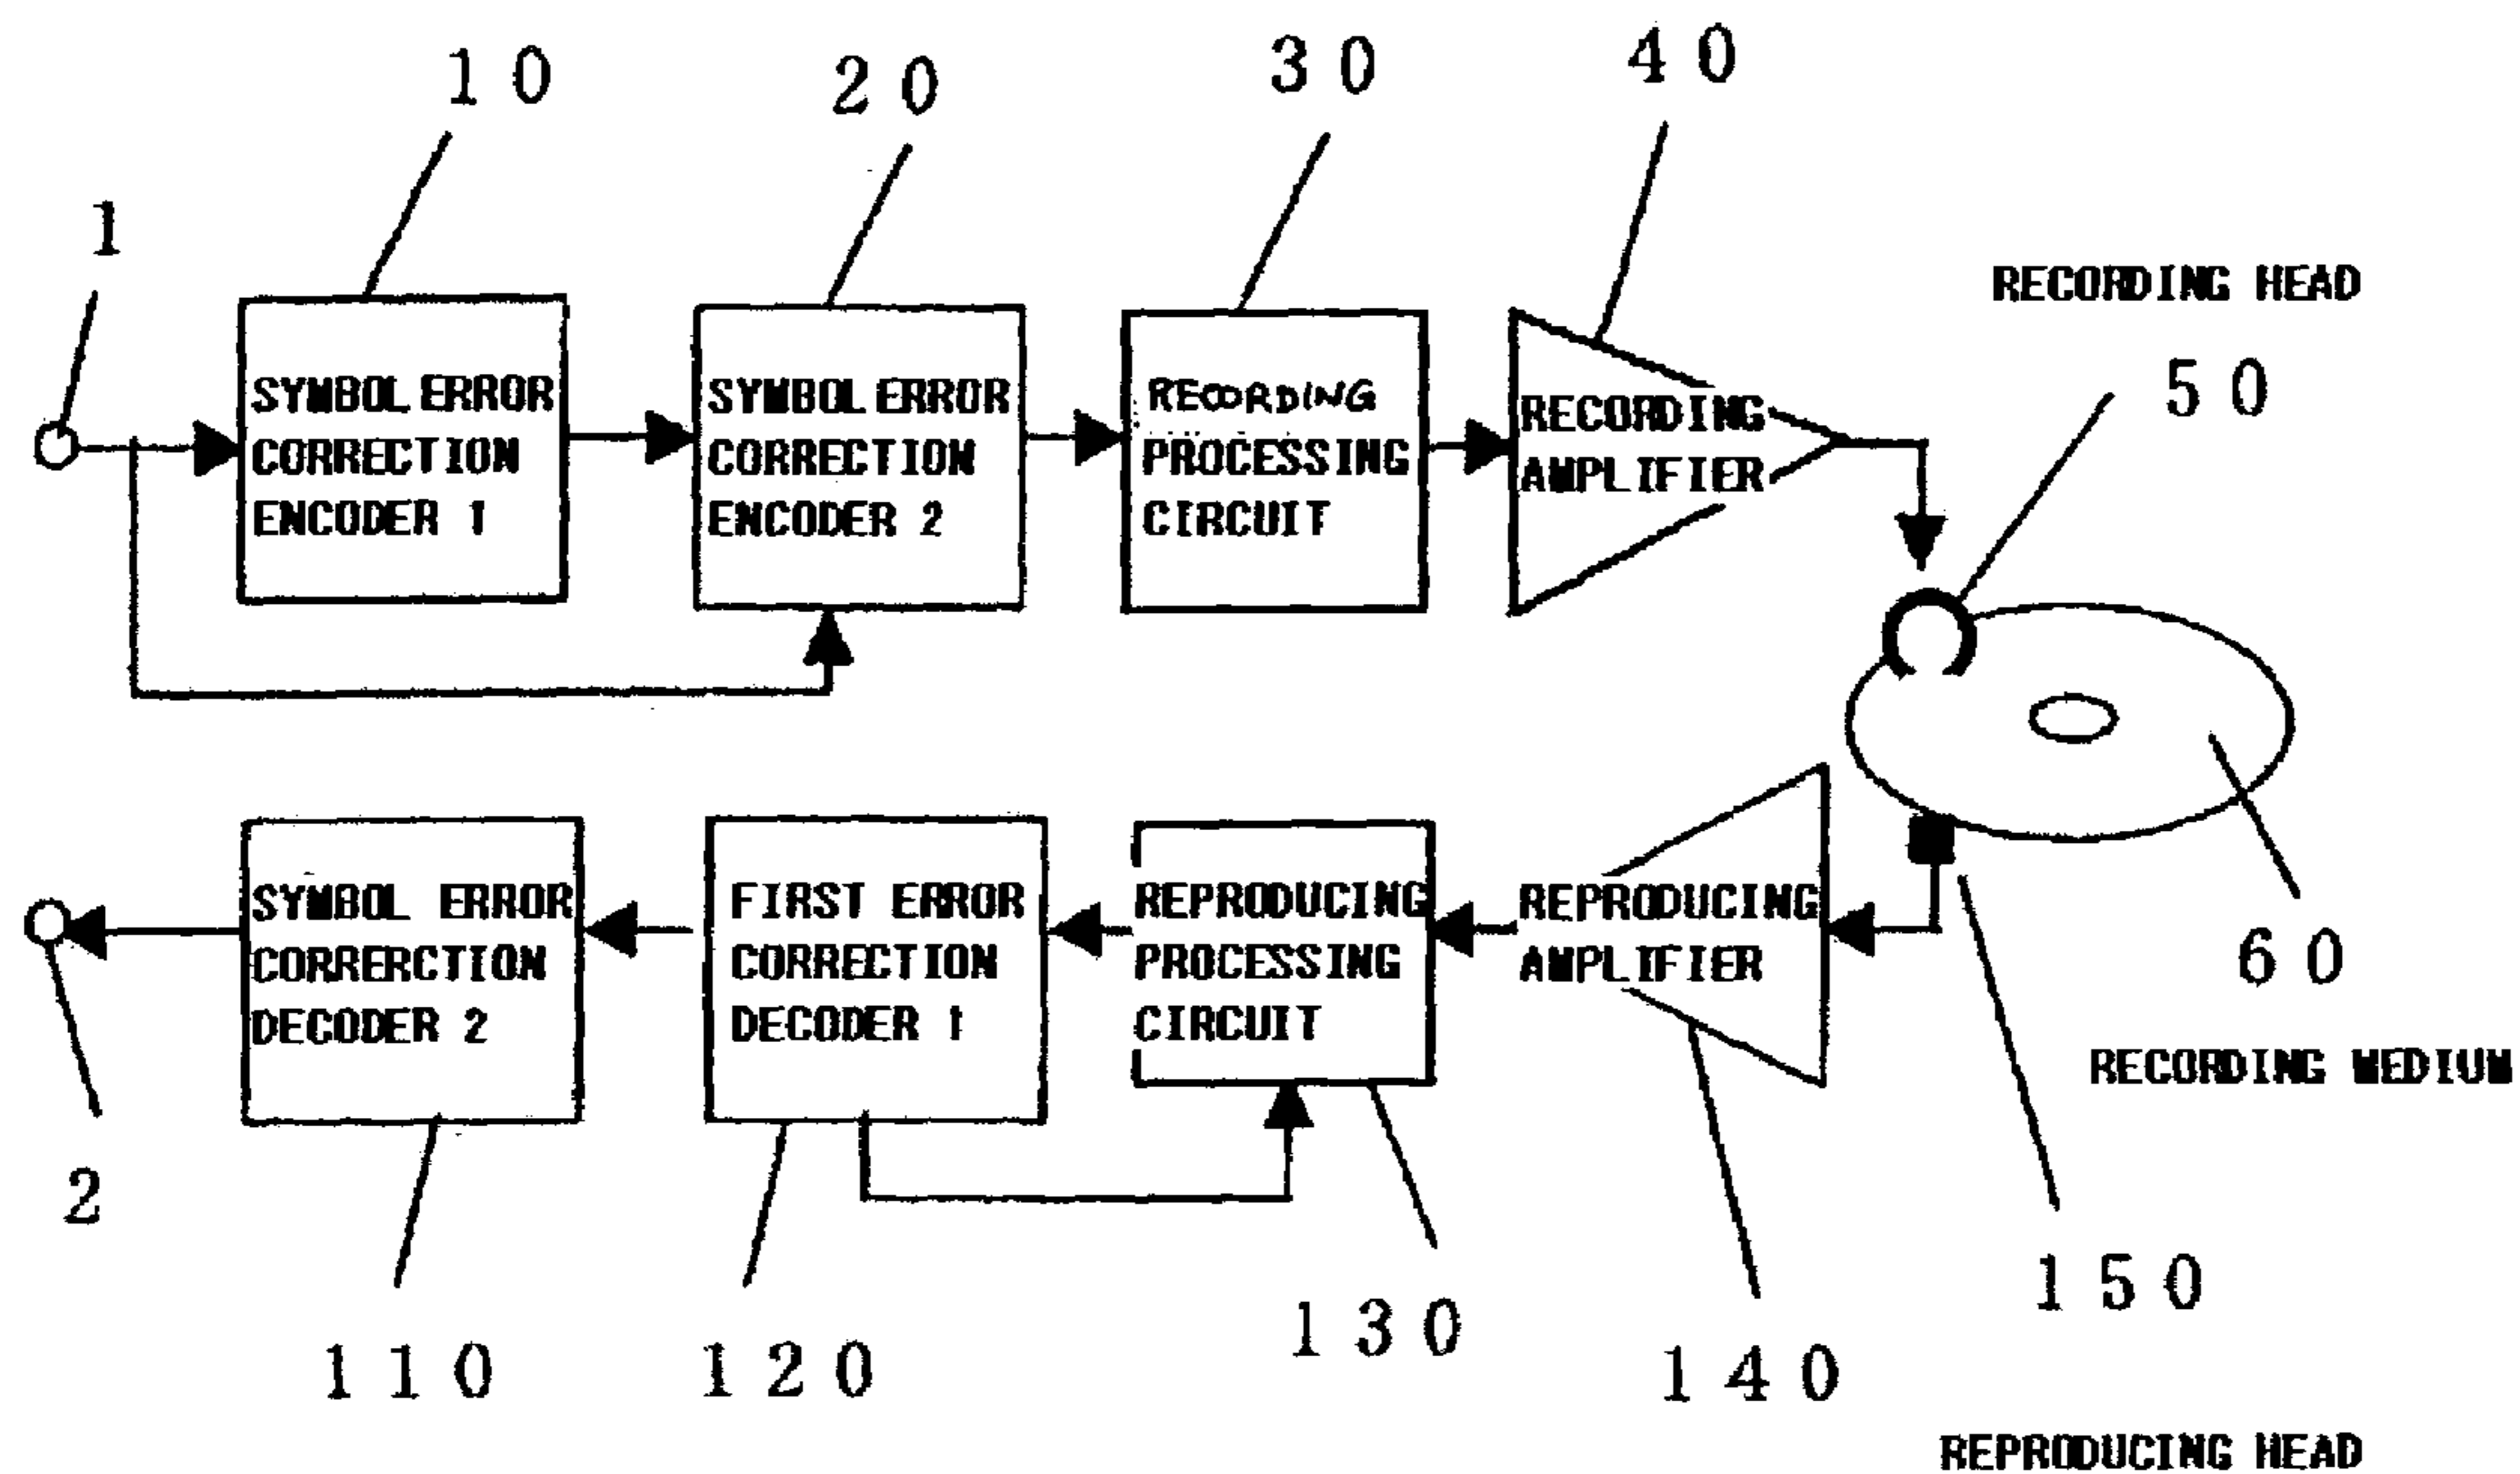 1 0
2 0
3 0
4 0
1
RECORDING HEAD
5 0
SYMBOL ERROR
CORRECTION
ENCODER 1
SYMBOL ERROR
CORRECTION
ENCODER 2
RECORDING
PROCESSING
CIRCUIT
RECORDING
AMPLIFIER
SYMBOL ERROR
CORRERCTION
DECODER 2
FIRST ERROR
CORRECTION
DECODER 1
REPRODUCING
PROCESSING
CIRCUIT
REPRODUCING
AMPLIFIER
6 0
RECORDING MEDIUM
2
1 1 0
1 2 0
1 3 0
1 4 0
1 5 0
REPRODUCING HEAD